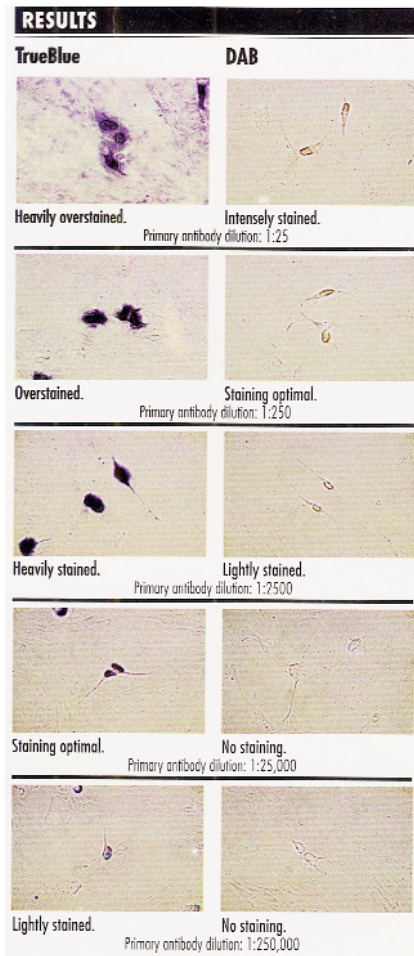 RESULTS
TrueBlue DAB
Heavily overstained. Intensely stained.
Primary antibody dilution: 1:25
Overstained. Staining optimal.
Primary antibody dilution: 1:250
Heavily stained. Lightly stained.
Primary antibody dilution: 1:2500
Staining optimal. No staining.
Primary antibody dilution: 1:25,000
Lightly stained. No staining.
Primary antibody dilution: 1:250,000